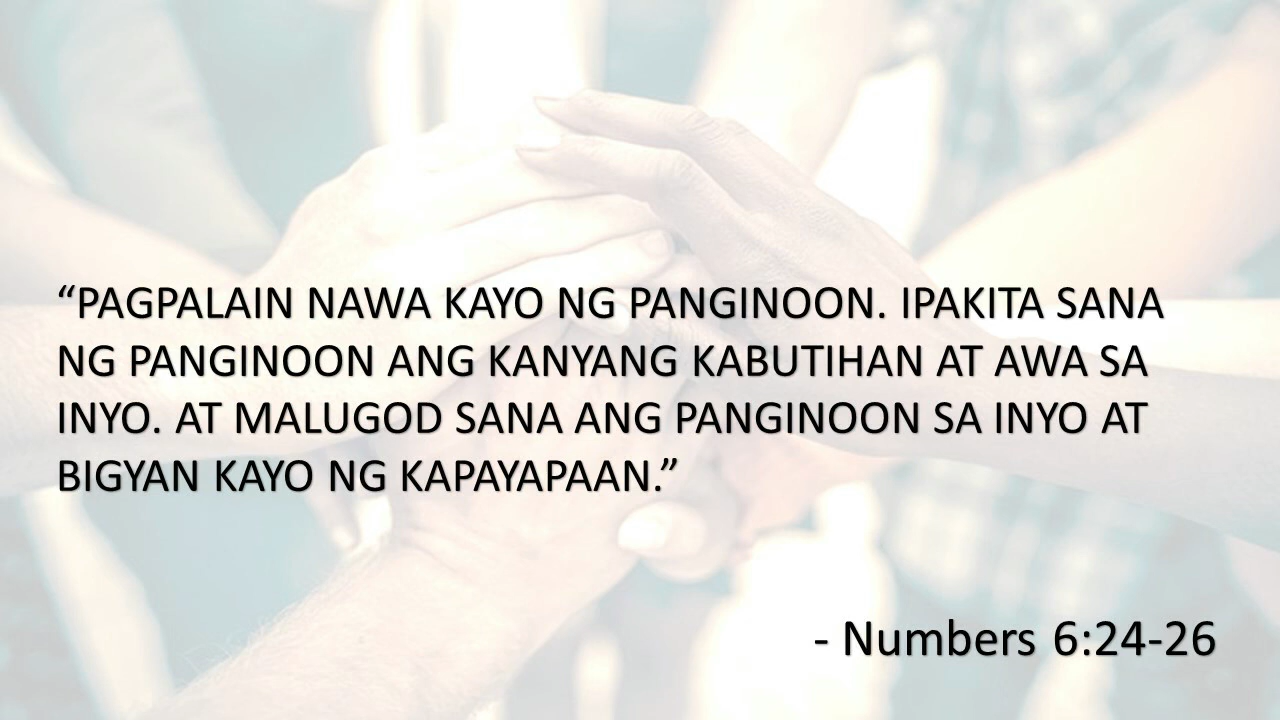 “PAGPALAIN NAWA KAYO NG PANGINOON. IPAKITA SANA
NG PANGINOON ANG KANYANG KABUTIHAN AT AWA SA
INYO. AT MALUGOD SANA ANG PANGINOON SA INYO AT
BIGYAN KAYO NG KAPAYAPAAN.”
- Numbers 6:24-26